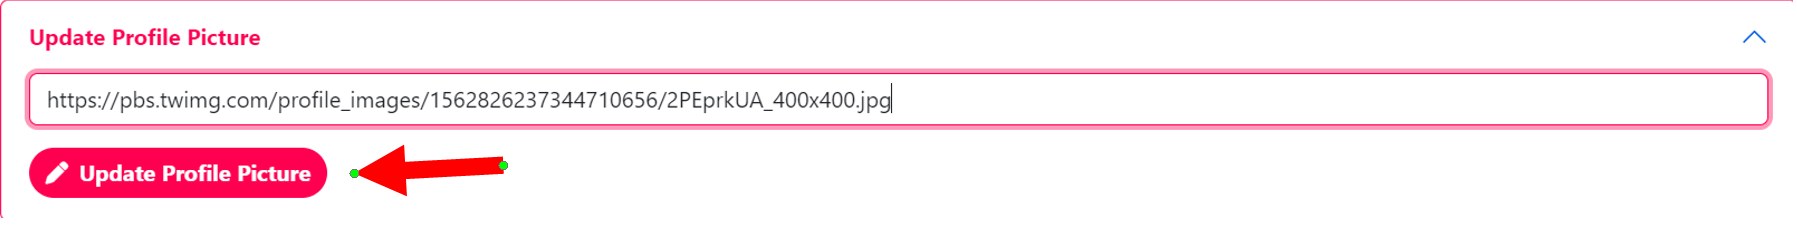 Update Profile Picture
https://pbs.twimg.com/profile_images/1562826237344710656/2PEprkUA_400x400.jpg
Update Profile Picture